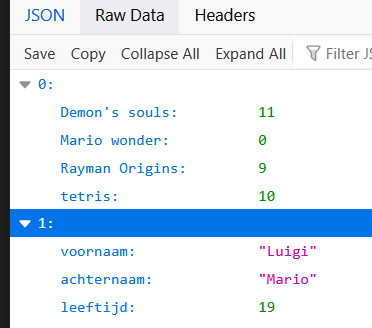 JSON Raw Data Headers
Save Copy Collapse All Expand All Filter JS
0:
Demon's souls: 11
Mario wonder: 0
Rayman Origins: 9
tetris: 10
1:
voornaam: "Luigi"
achternaam: "Mario"
leeftijd: 19